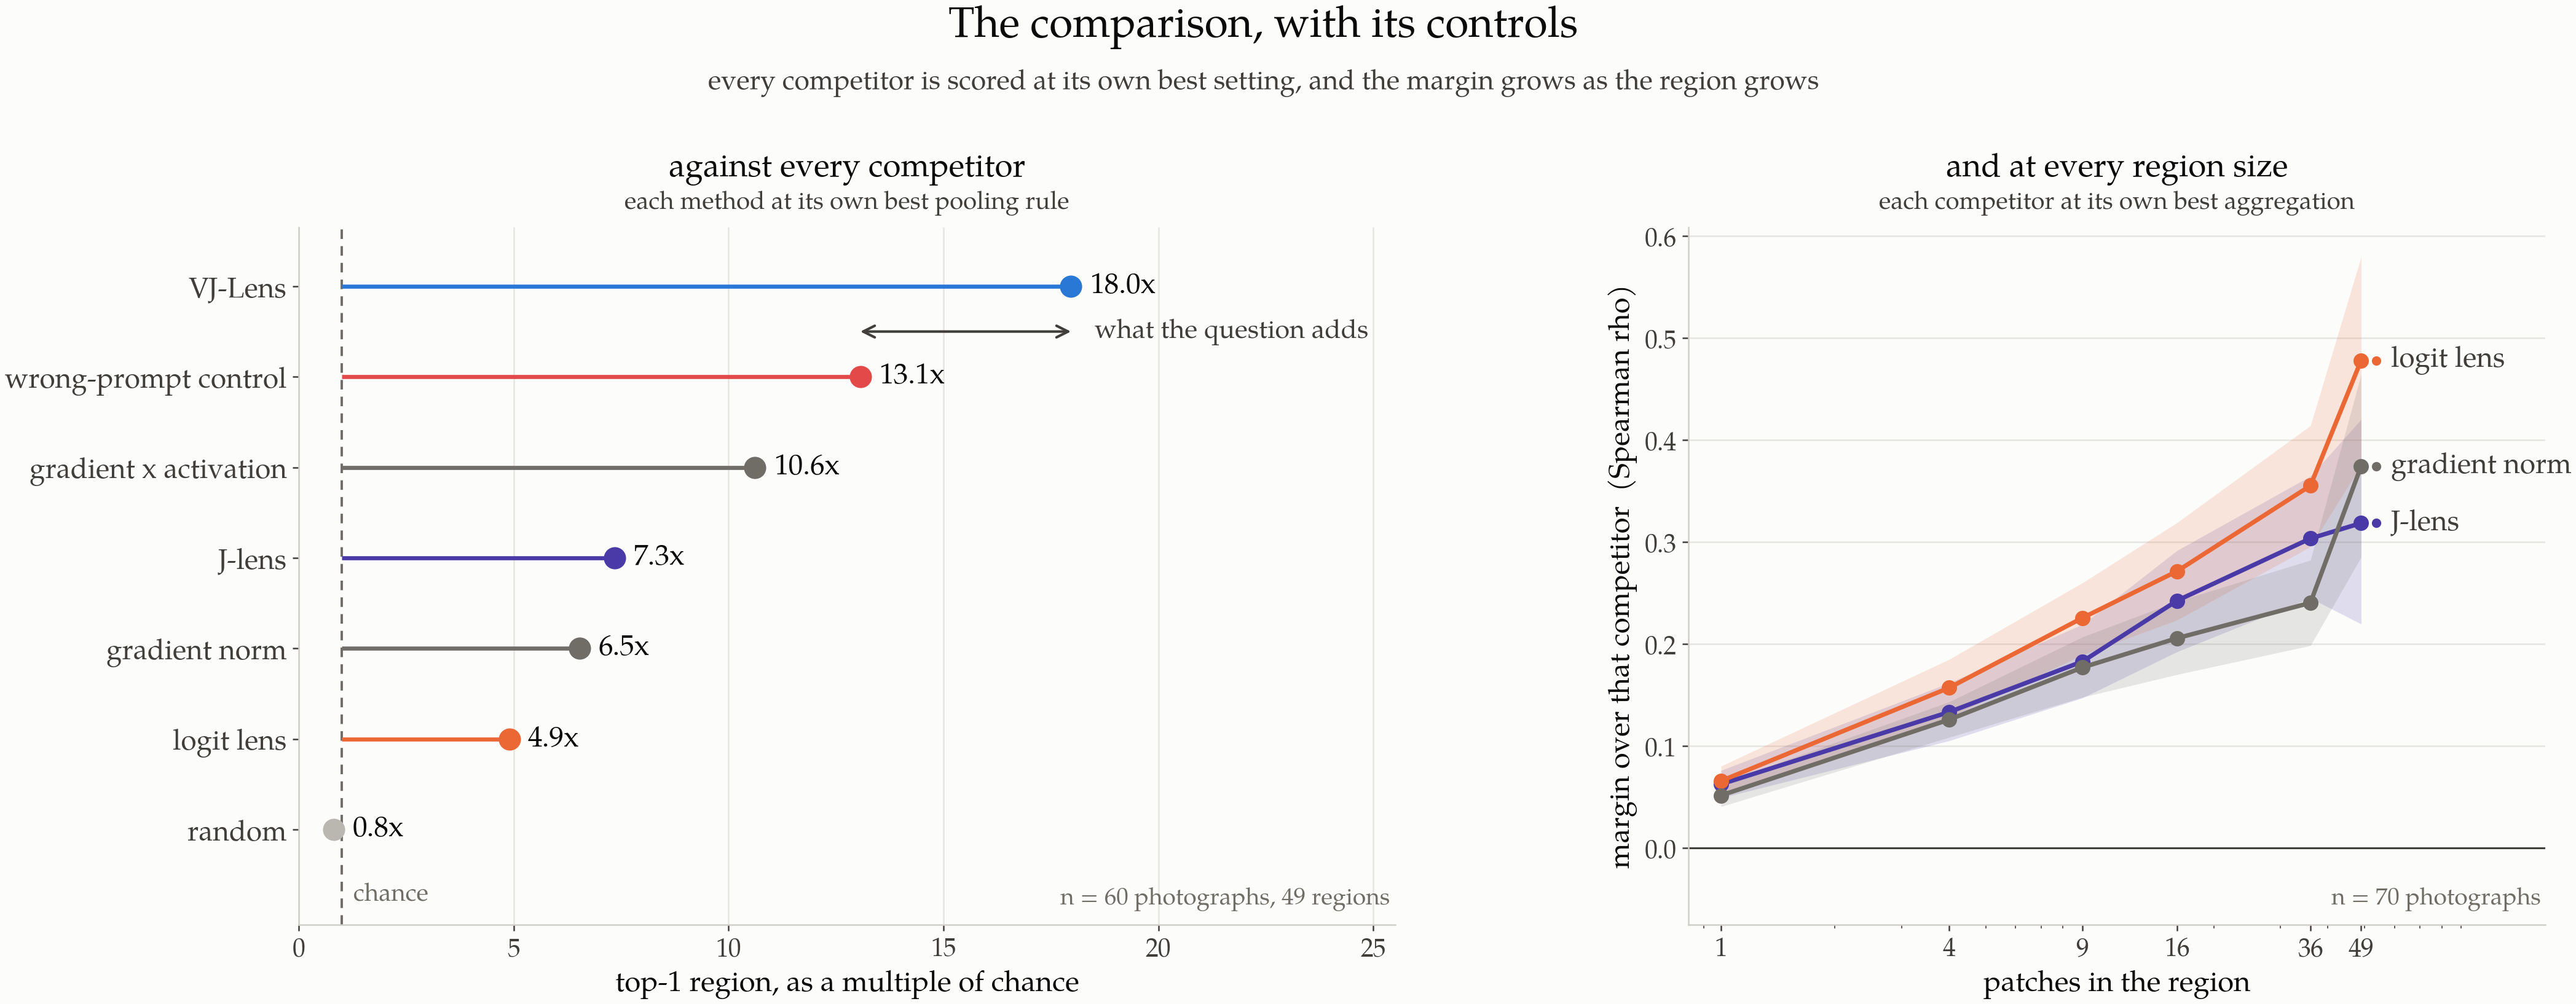 The comparison, with its controls
every competitor is scored at its own best setting, and the margin grows as the region grows
against every competitor
each method at its own best pooling rule
VJ-Lens
18.0x
what the question adds
wrong-prompt control
13.1x
gradient x activation
10.6x
J-lens
7.3x
gradient norm
6.5x
logit lens
4.9x
random
0.8x
chance
n = 60 photographs, 49 regions
0 5 10 15 20 25
top-1 region, as a multiple of chance
and at every region size
each competitor at its own best aggregation
margin over that competitor (Spearman rho)
0.6
0.5
0.4
0.3
0.2
0.1
0.0
logit lens
gradient norm
J-lens
n = 70 photographs
1 4 9 16 36 49
patches in the region